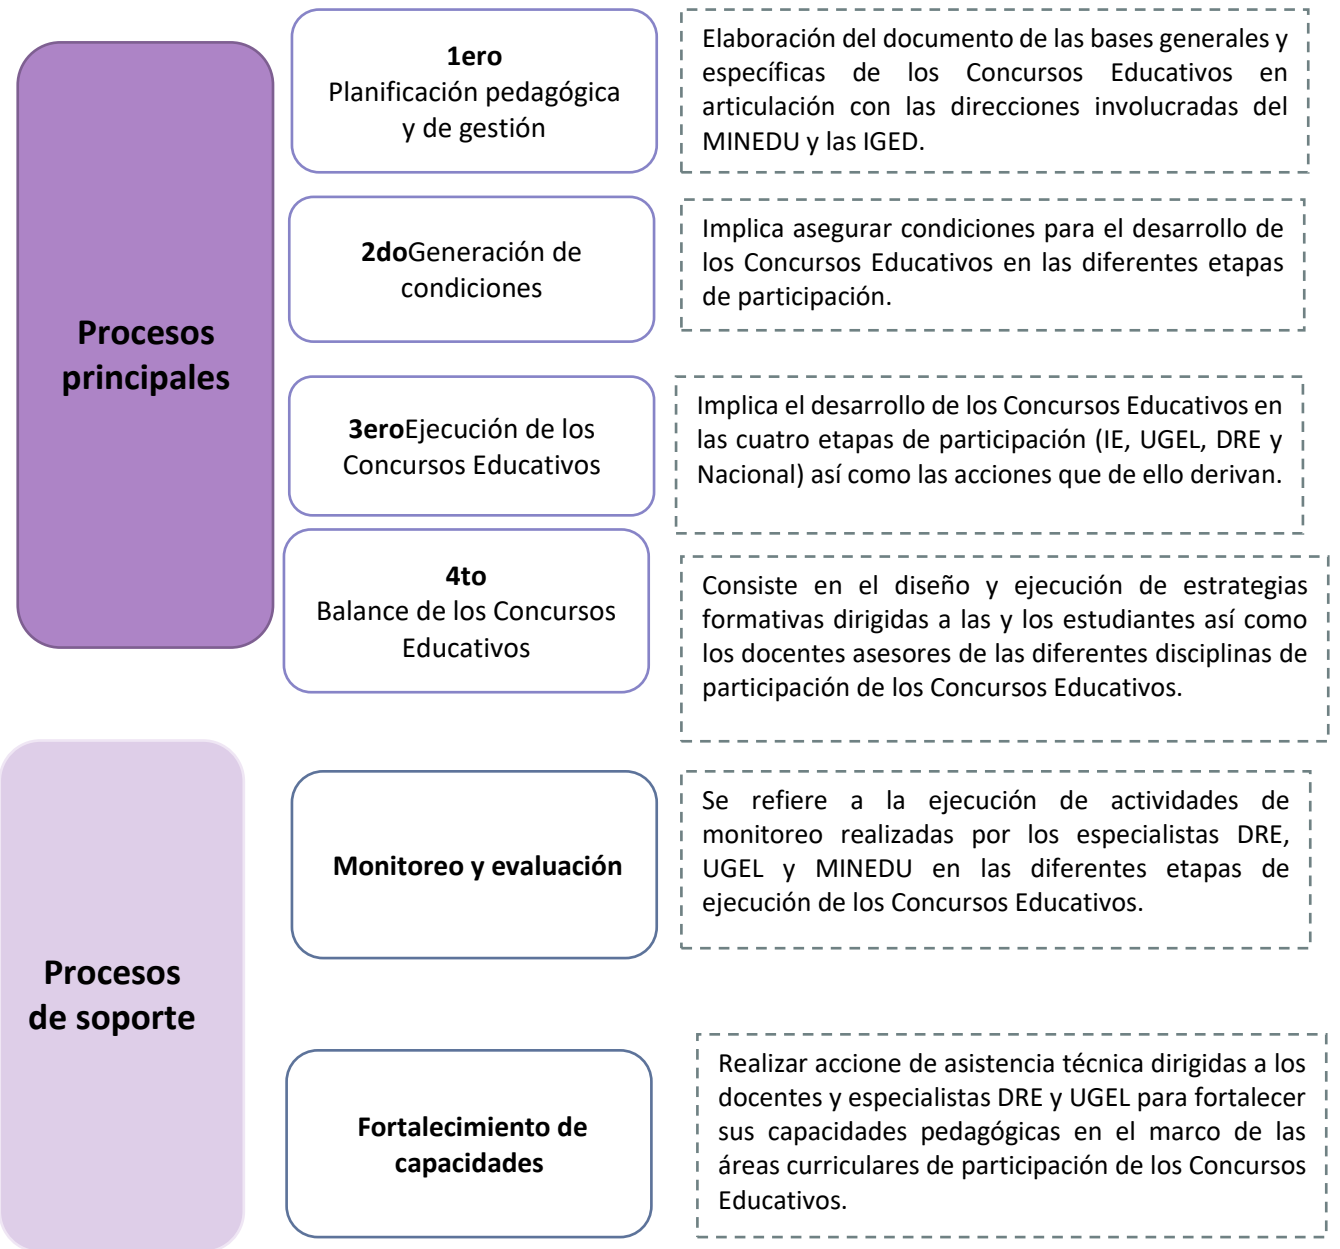 Procesos
principales
1ero
Planificación pedagógica
y de gestión
Elaboración del documento de las bases generales y
específicas de los Concursos Educativos en
articulación con las direcciones involucradas del
MINEDU y las IGED.
2doGeneración de
condiciones
Implica asegurar condiciones para el desarrollo de
los Concursos Educativos en las diferentes etapas
de participación.
3eroEjecución de los
Concursos Educativos
Implica el desarrollo de los Concursos Educativos en
las cuatro etapas de participación (IE, UGEL, DRE y
Nacional) así como las acciones que de ello derivan.
4to
Balance de los Concursos
Educativos
Consiste en el diseño y ejecución de estrategias
formativas dirigidas a las y los estudiantes así como
los docentes asesores de las diferentes disciplinas de
participación de los Concursos Educativos.
Procesos
de soporte
Monitoreo y evaluación
Se refiere a la ejecución de actividades de
monitoreo realizadas por los especialistas DRE,
UGEL y MINEDU en las diferentes etapas de
ejecución de los Concursos Educativos.
Fortalecimiento de
capacidades
Realizar accione de asistencia técnica dirigidas a los
docentes y especialistas DRE y UGEL para fortalecer
sus capacidades pedagógicas en el marco de las
áreas curriculares de participación de los Concursos
Educativos.